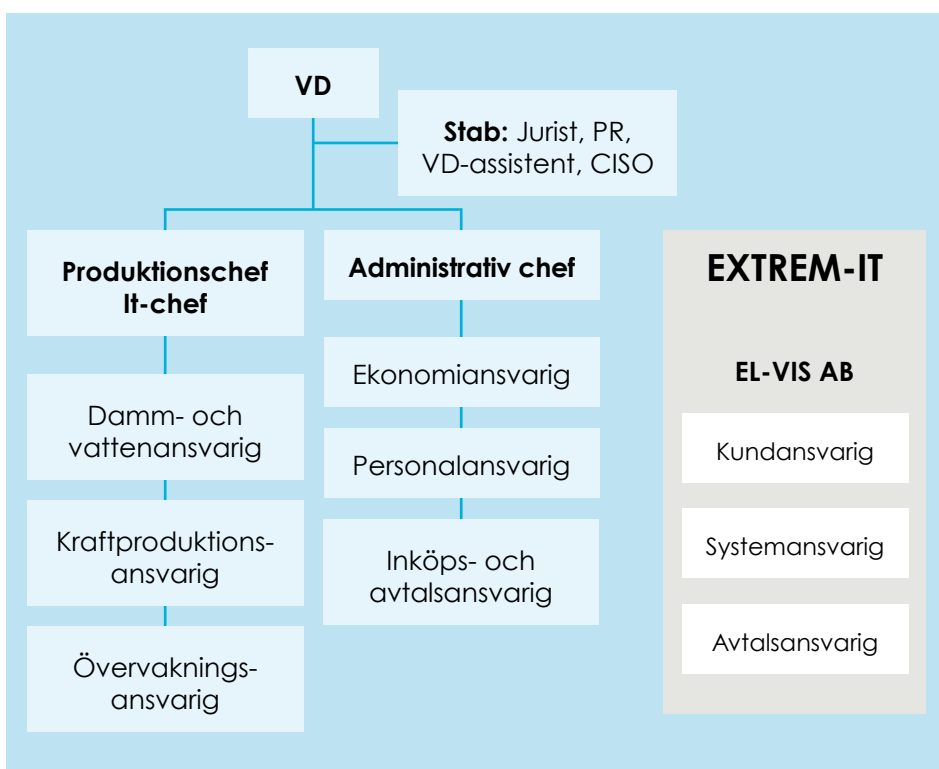 VD
Stab: Jurist, PR,
VD-assistent, CISO
Produktionschef
It-chef
Damm- och
vattenansvarig
Kraftproduktions-
ansvarig
Övervaknings-
ansvarig
Administrativ chef
Ekonomiansvarig
Personalansvarig
Inköps- och
avtalsansvarig
EXTREM-IT
EL-VIS AB
Kundansvarig
Systemansvarig
Avtalsansvarig